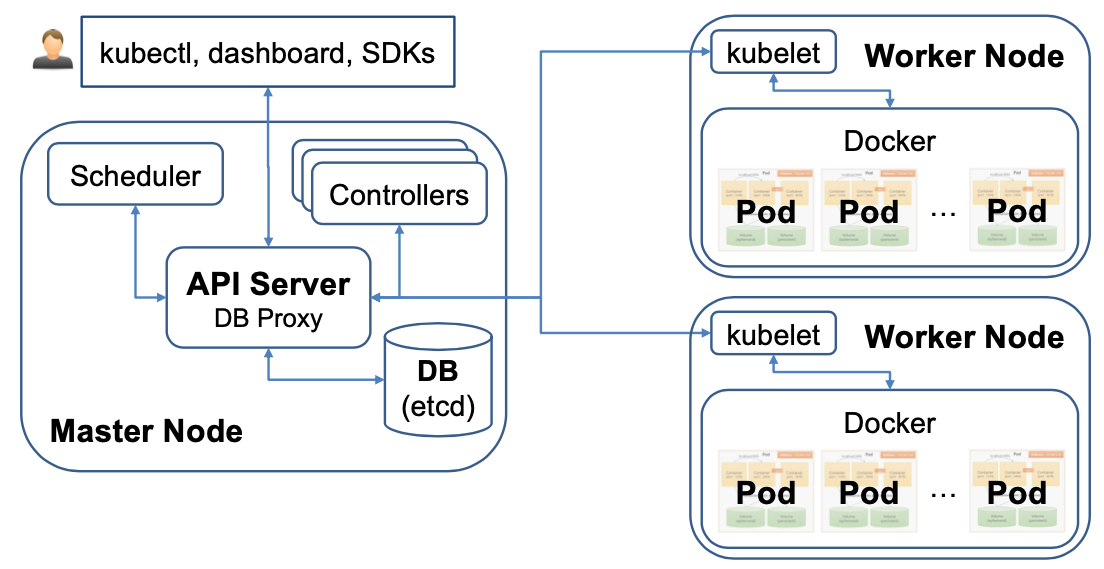 kubectl, dashboard, SDKs
Scheduler
Controllers
API Server
DB Proxy
DB
(etcd)
Master Node
kubelet
Worker Node
Docker
Pod
Pod
...
Pod
kubelet
Worker Node
Docker
Pod
Pod
...
Pod